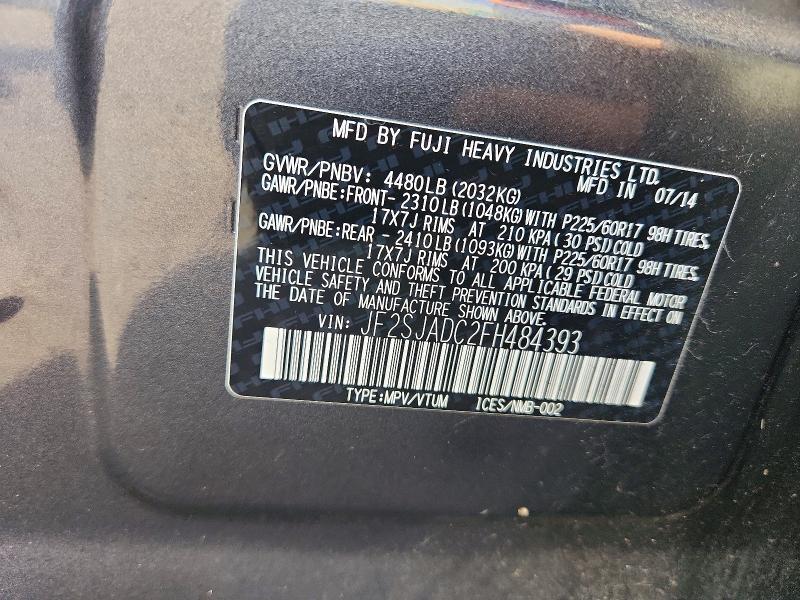 MFD BY FUJI HEAVY INDUSTRIES LTD.
GVWR/PNBV: 4480LB (2032KG) MFD IN 07/14
GAWR/PNBE:FRONT- 2310LB (1048KG) WITH P225/60R17 98H TIRES,
17X7J RIMS AT 210 KPA ( 30 PSI) COLD
GAWR/PNBE:REAR - 2410LB (1093KG) WITH P225/60R17 98H TIRES,
17X7J RIMS AT 200 KPA ( 29 PSI) COLD
THIS VEHICLE CONFORMS TO ALL APPLICABLE FEDERAL MOTOR
VEHICLE SAFETY AND THEFT PREVENTION STANDARDS IN EFFECT ON
THE DATE OF MANUFACTURE SHOWN ABOVE.
VIN: JF2SJADC2FH484393
TYPE:MPV/VTUM ICES/NMB-002